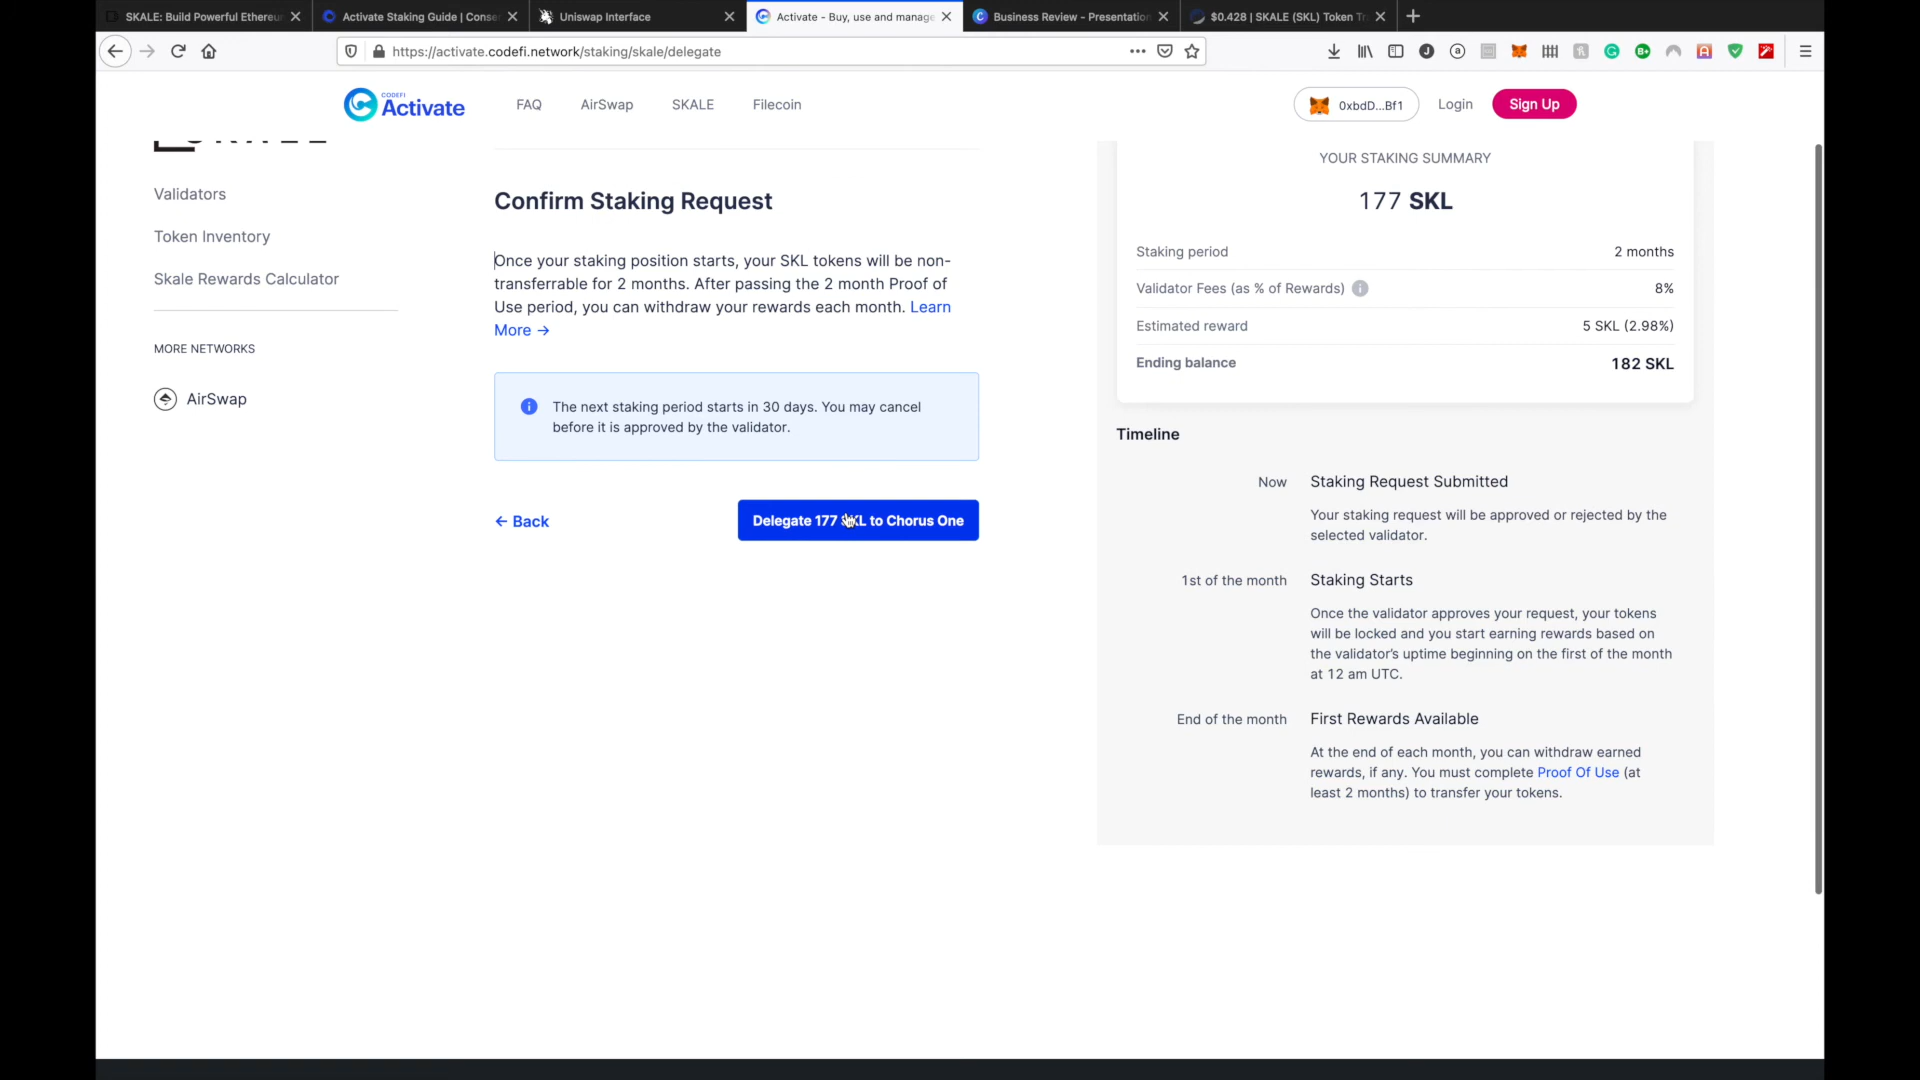 SKALE: Build Powerful Ethereu
Activate Staking Guide | Conse
Uniswap Interface
Activate - Buy, use and manage
Business Review - Presentation
$0.428 | SKALE (SKL) Token Tr
https://activate.codefi.network/staking/skale/delegate
CODEFI
Activate
FAQ
AirSwap
SKALE
Filecoin
0xbdD...Bf1
Login
Sign Up
Validators
Token Inventory
Skale Rewards Calculator
MORE NETWORKS
AirSwap
Confirm Staking Request
Once your staking position starts, your SKL tokens will be non-
transferrable for 2 months. After passing the 2 month Proof of
Use period, you can withdraw your rewards each month. Learn
More →
The next staking period starts in 30 days. You may cancel
before it is approved by the validator.
← Back
Delegate 177 SKL to Chorus One
YOUR STAKING SUMMARY
177 SKL
Staking period 2 months
Validator Fees (as % of Rewards) 8%
Estimated reward 5 SKL (2.98%)
Ending balance 182 SKL
Timeline
Now Staking Request Submitted
Your staking request will be approved or rejected by the
selected validator.
1st of the month Staking Starts
Once the validator approves your request, your tokens
will be locked and you start earning rewards based on
the validator's uptime beginning on the first of the month
at 12 am UTC.
End of the month First Rewards Available
At the end of each month, you can withdraw earned
rewards, if any. You must complete Proof Of Use (at
least 2 months) to transfer your tokens.